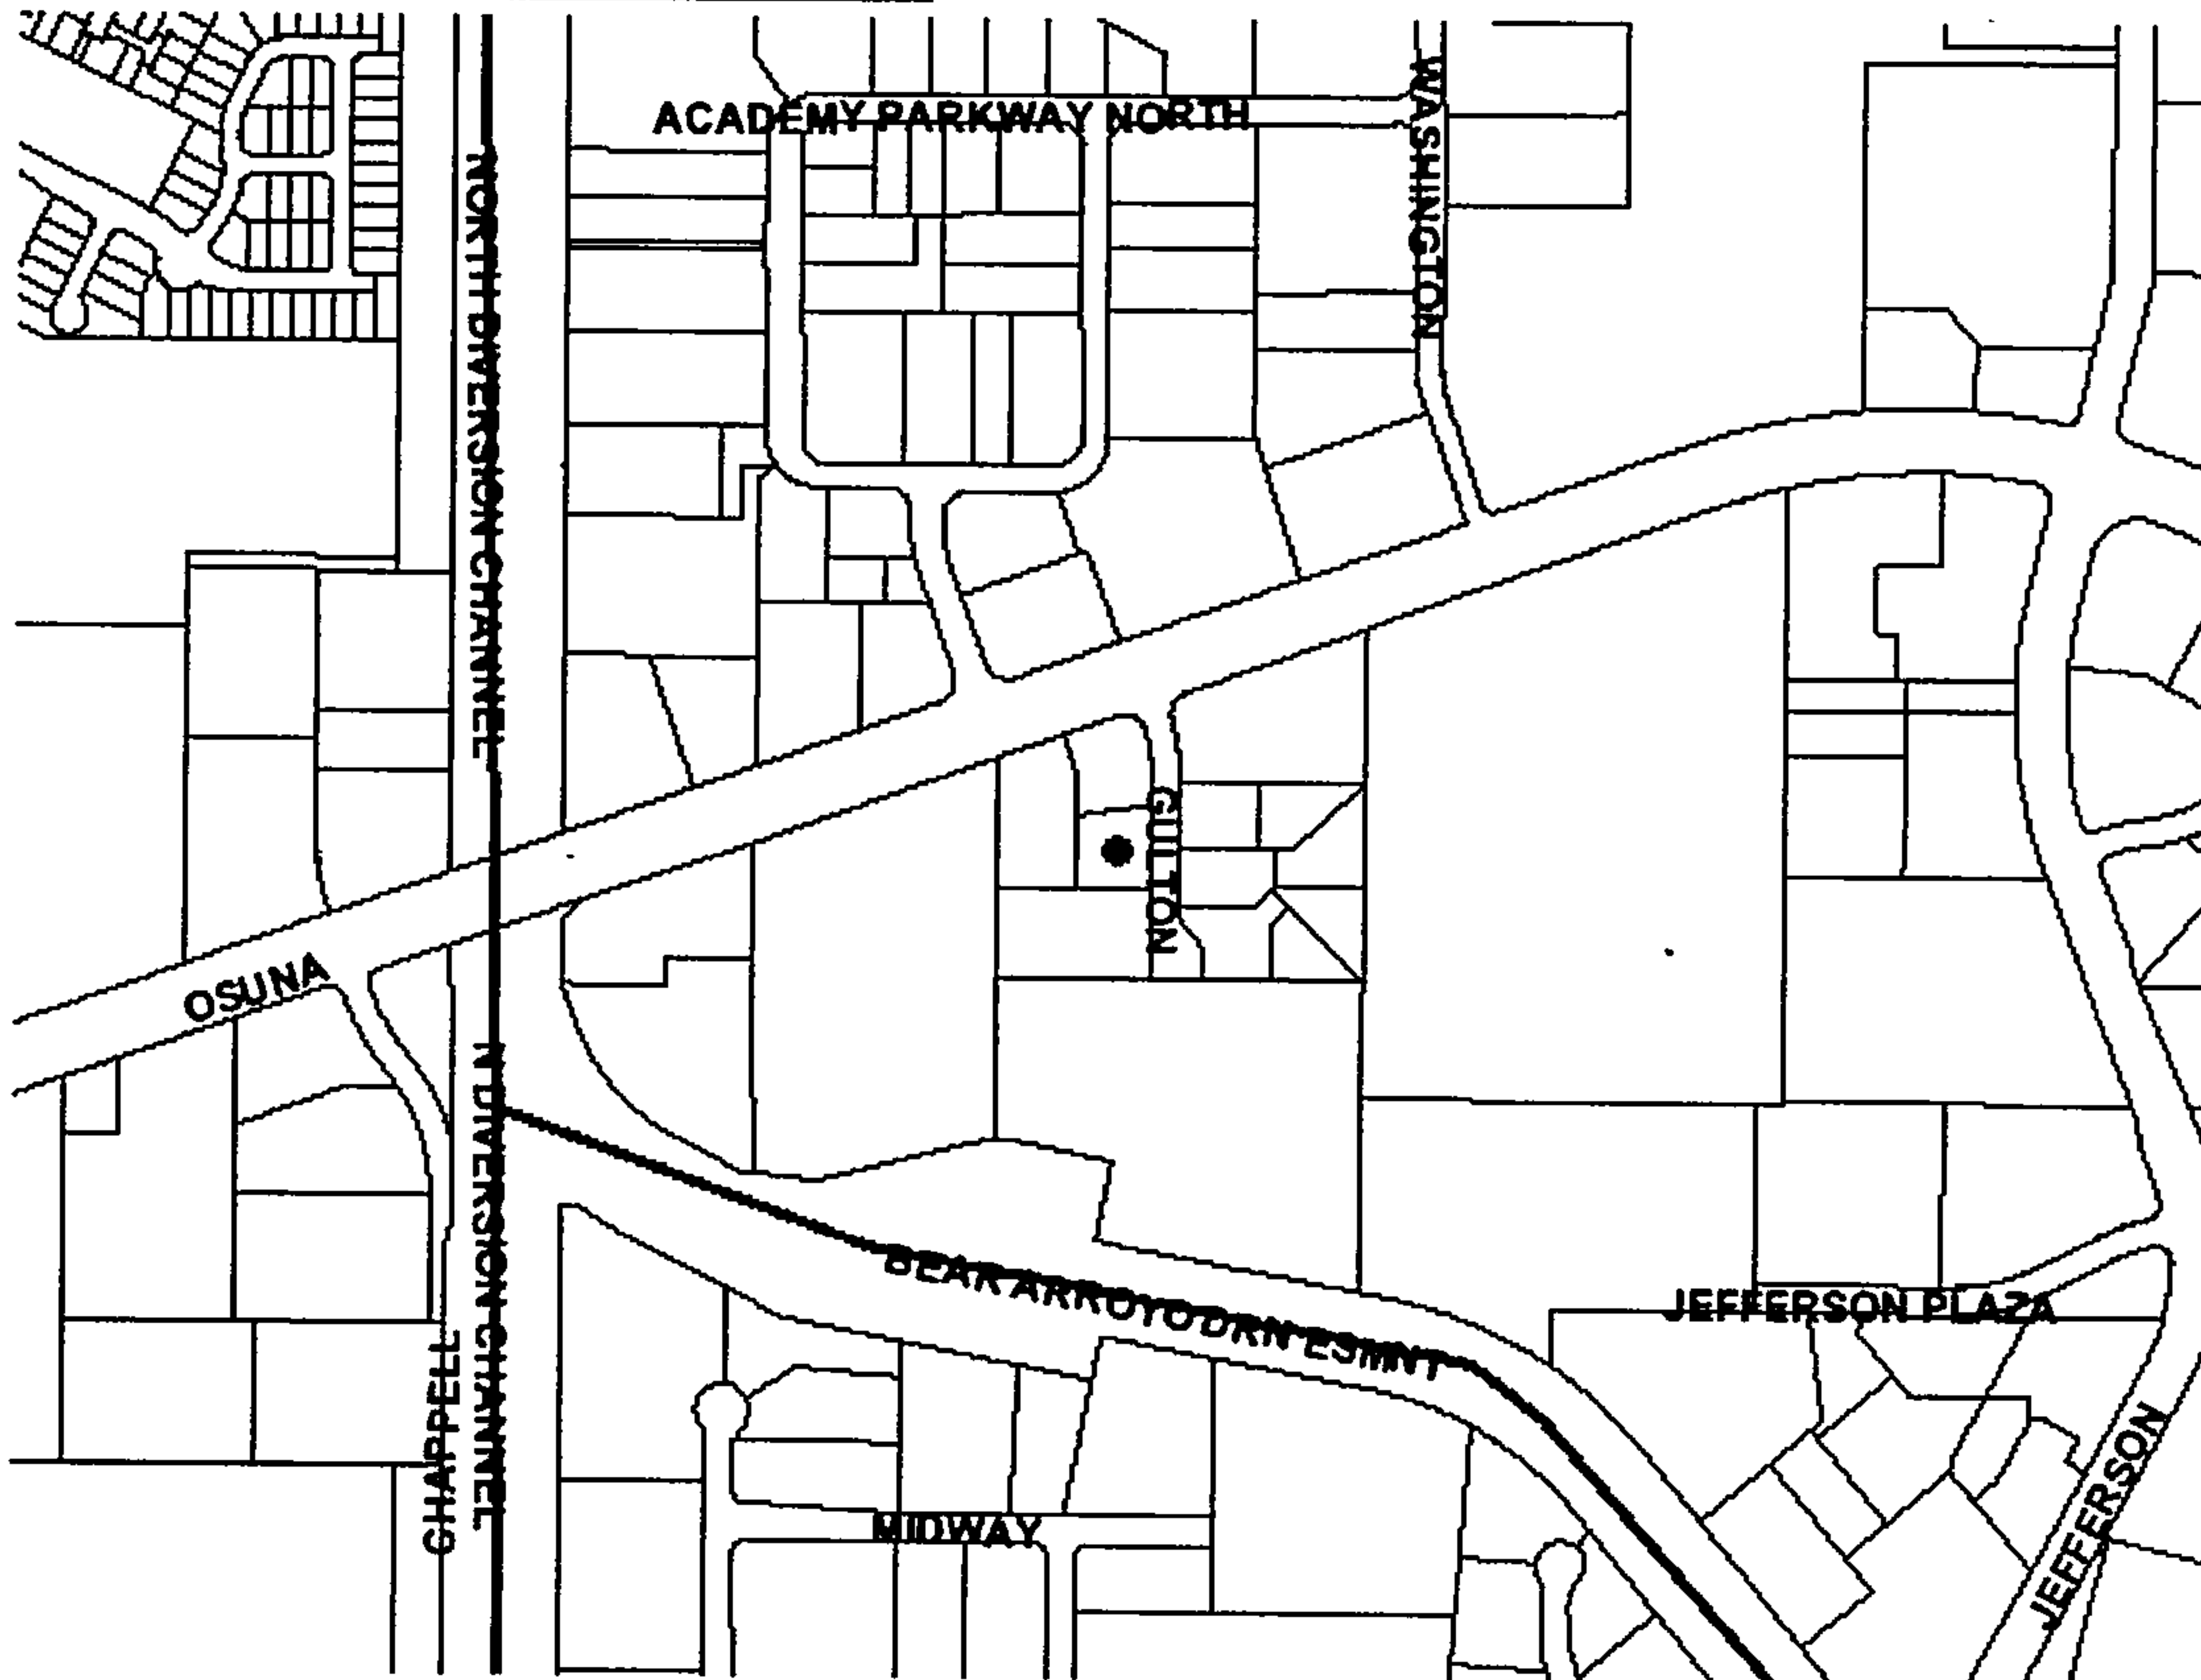 ACADEMY PARKWAY NORTH
WASHINGTON
NORTH DIVERSION CHANNEL
GULTON
OSUNA
N DIVERSION CHANNEL
BEAR ARROYO DRN ESMNT
JEFFERSON PLAZA
CHAPPELL
JEFFERSON
MIDWAY